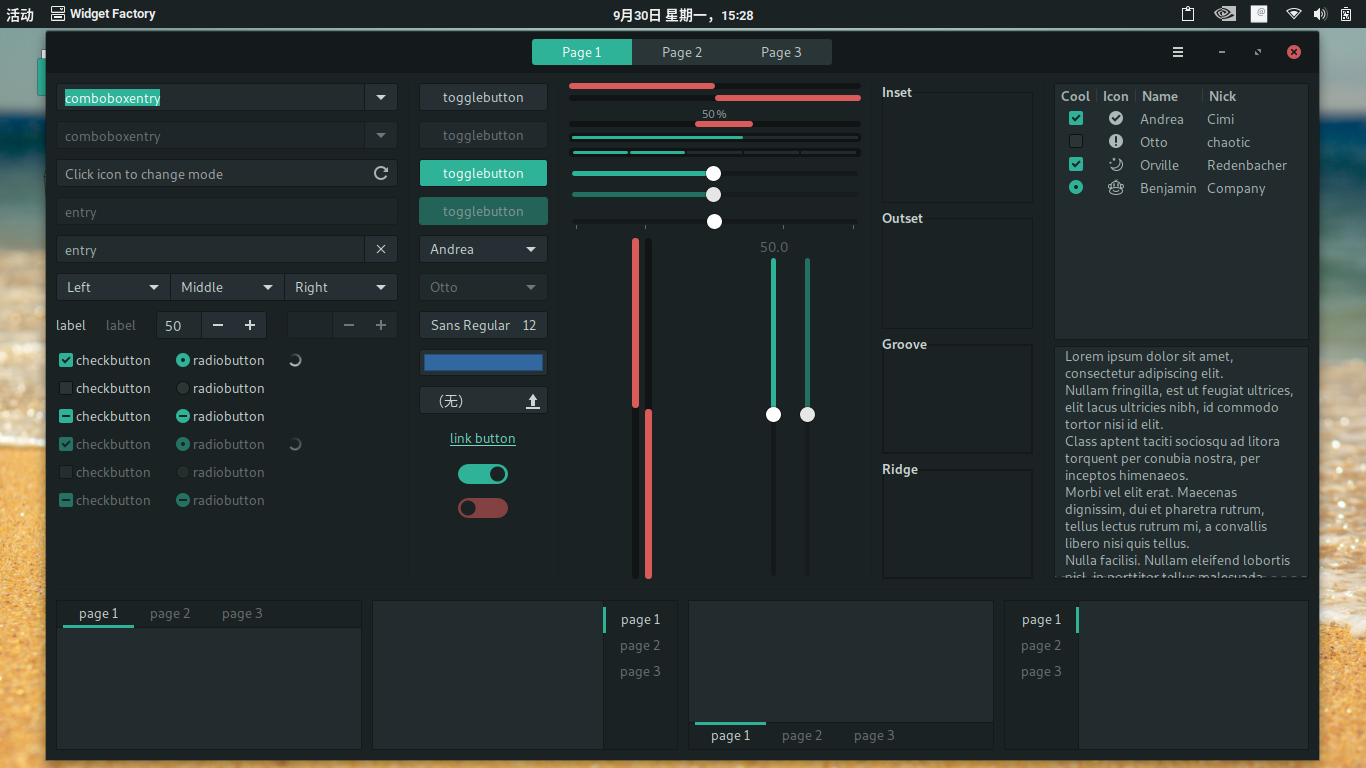 活动 Widget Factory 9月30日 星期一，15:28
Page 1 Page 2 Page 3
comboboxentry
comboboxentry
Click icon to change mode
entry
entry
Left Middle Right
label label 50
checkbutton radiobutton
checkbutton radiobutton
checkbutton radiobutton
checkbutton radiobutton
checkbutton radiobutton
checkbutton radiobutton
togglebutton
togglebutton
togglebutton
togglebutton
Andrea
Otto
Sans Regular 12
（无）
link button
50 %
50.0
Inset
Outset
Groove
Ridge
Cool Icon Name Nick
Andrea Cimi
Otto chaotic
Orville Redenbacher
Benjamin Company
Lorem ipsum dolor sit amet,
consectetur adipiscing elit.
Nullam fringilla, est ut feugiat ultrices,
elit lacus ultricies nibh, id commodo
tortor nisi id elit.
Class aptent taciti sociosqu ad litora
torquent per conubia nostra, per
inceptos himenaeos.
Morbi vel elit erat. Maecenas
dignissim, dui et pharetra rutrum,
tellus lectus rutrum mi, a convallis
libero nisi quis tellus.
Nulla facilisi. Nullam eleifend lobortis
nisl, in porttitor tellus malesuada
page 1 page 2 page 3
page 1
page 2
page 3
page 1 page 2 page 3
page 1
page 2
page 3